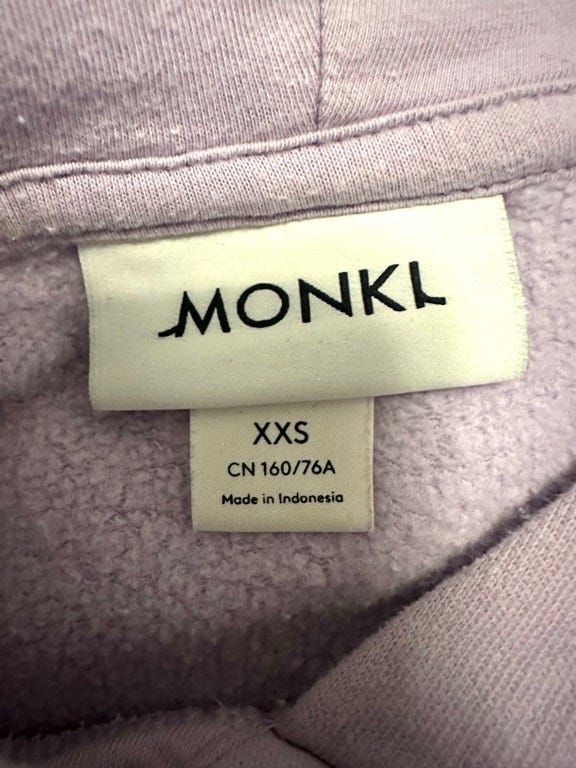 MONKI
XXS
CN 160/76A
Made in Indonesia